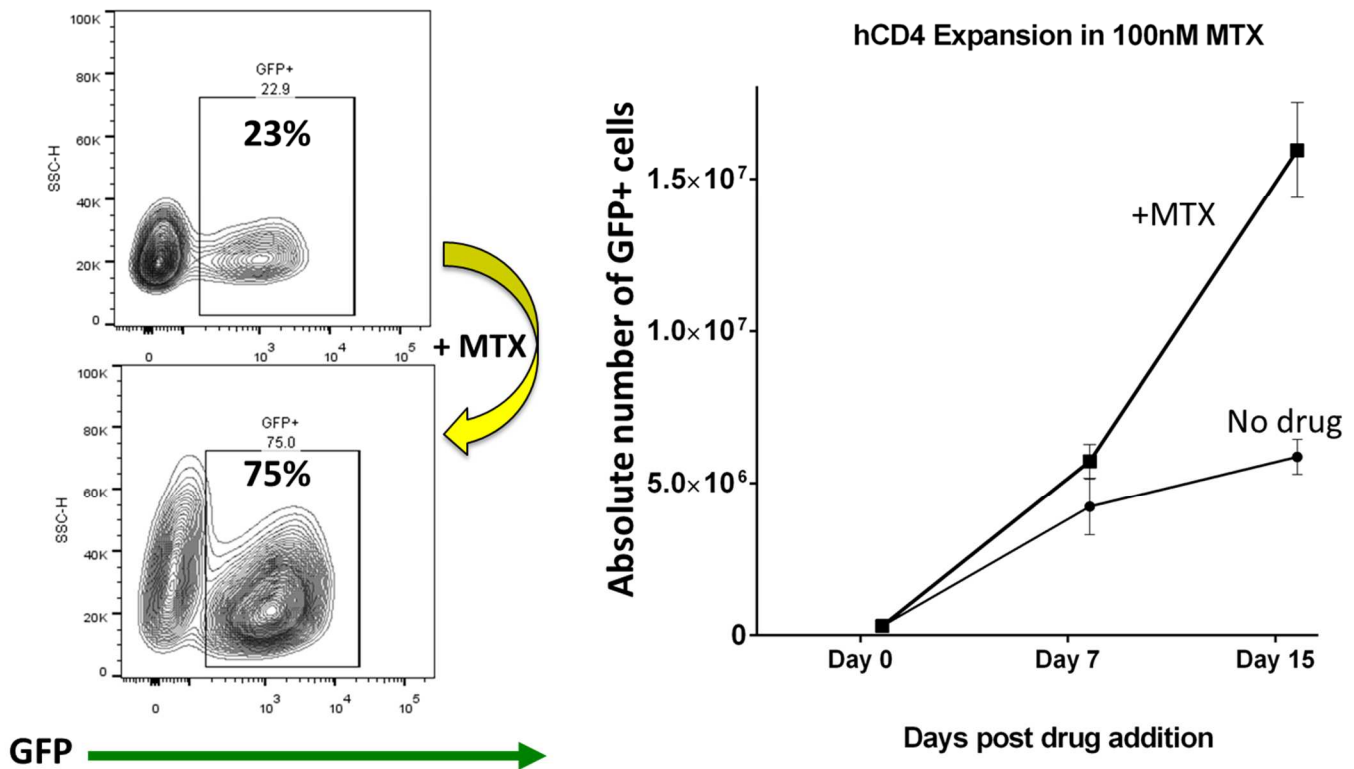 100K
80K
60K
40K
20K
0
SSC-H
GFP+
22.9
23%
0 10³ 10⁴ 10⁵
+ MTX
100K
80K
60K
40K
20K
0
SSC-H
GFP+
75.0
75%
0 10³ 10⁴ 10⁵
GFP
hCD4 Expansion in 100nM MTX
Absolute number of GFP+ cells
1.5×10⁷
1.0×10⁷
5.0×10⁶
0
+MTX
No drug
Day 0 Day 7 Day 15
Days post drug addition